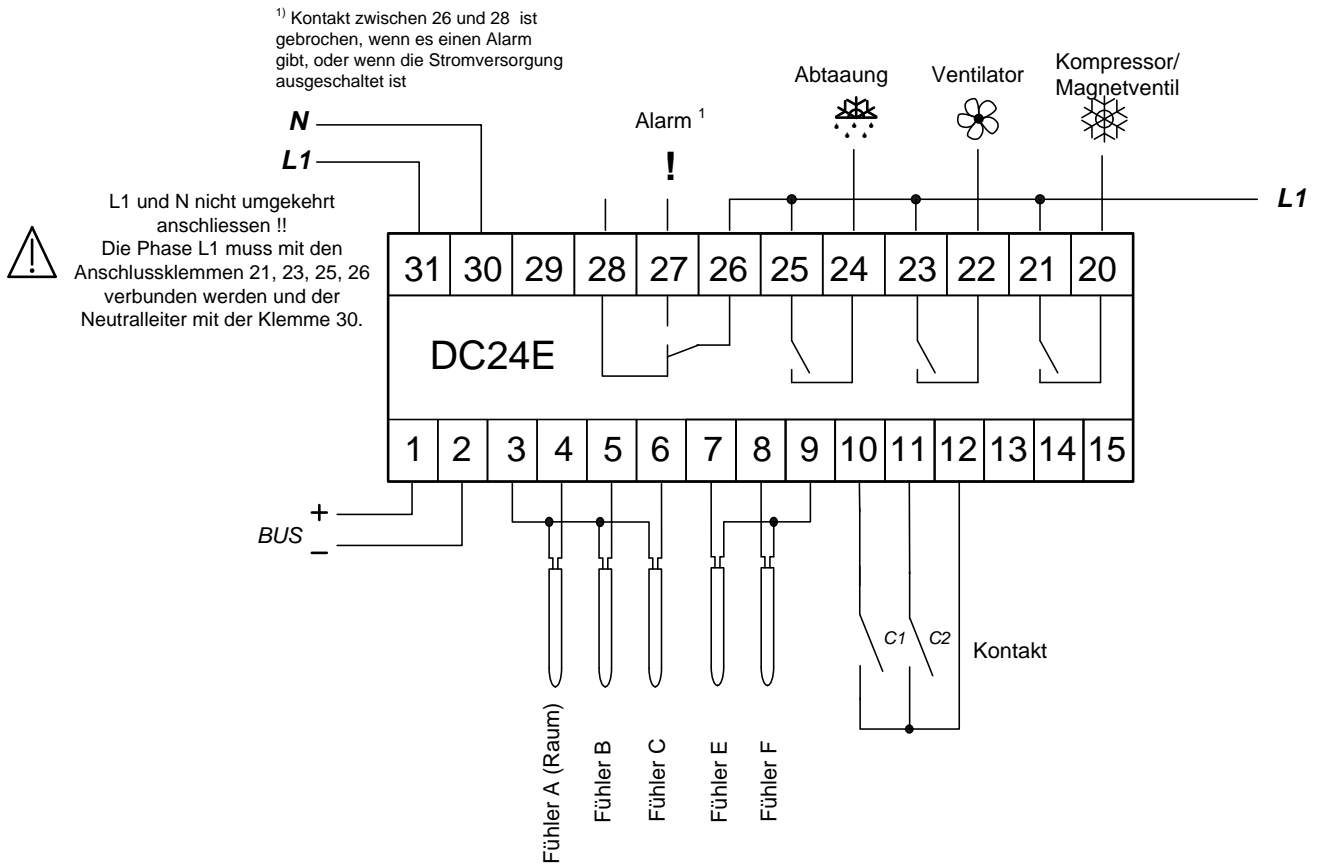 1) Kontakt zwischen 26 und 28 ist
gebrochen, wenn es einen Alarm
gibt, oder wenn die Stromversorgung
ausgeschaltet ist
Abtaaung
Ventilator
Kompressor/
Magnetventil
N
Alarm 1
!
L1
L1
L1 und N nicht umgekehrt
anschliessen !!
Die Phase L1 muss mit den
Anschlussklemmen 21, 23, 25, 26
verbunden werden und der
Neutralleiter mit der Klemme 30.
31 30 29 28 27 26 25 24 23 22 21 20
DC24E
1 2 3 4 5 6 7 8 9 10 11 12 13 14 15
+
BUS
–
C1 C2
Kontakt
Fühler A (Raum)
Fühler B
Fühler C
Fühler E
Fühler F